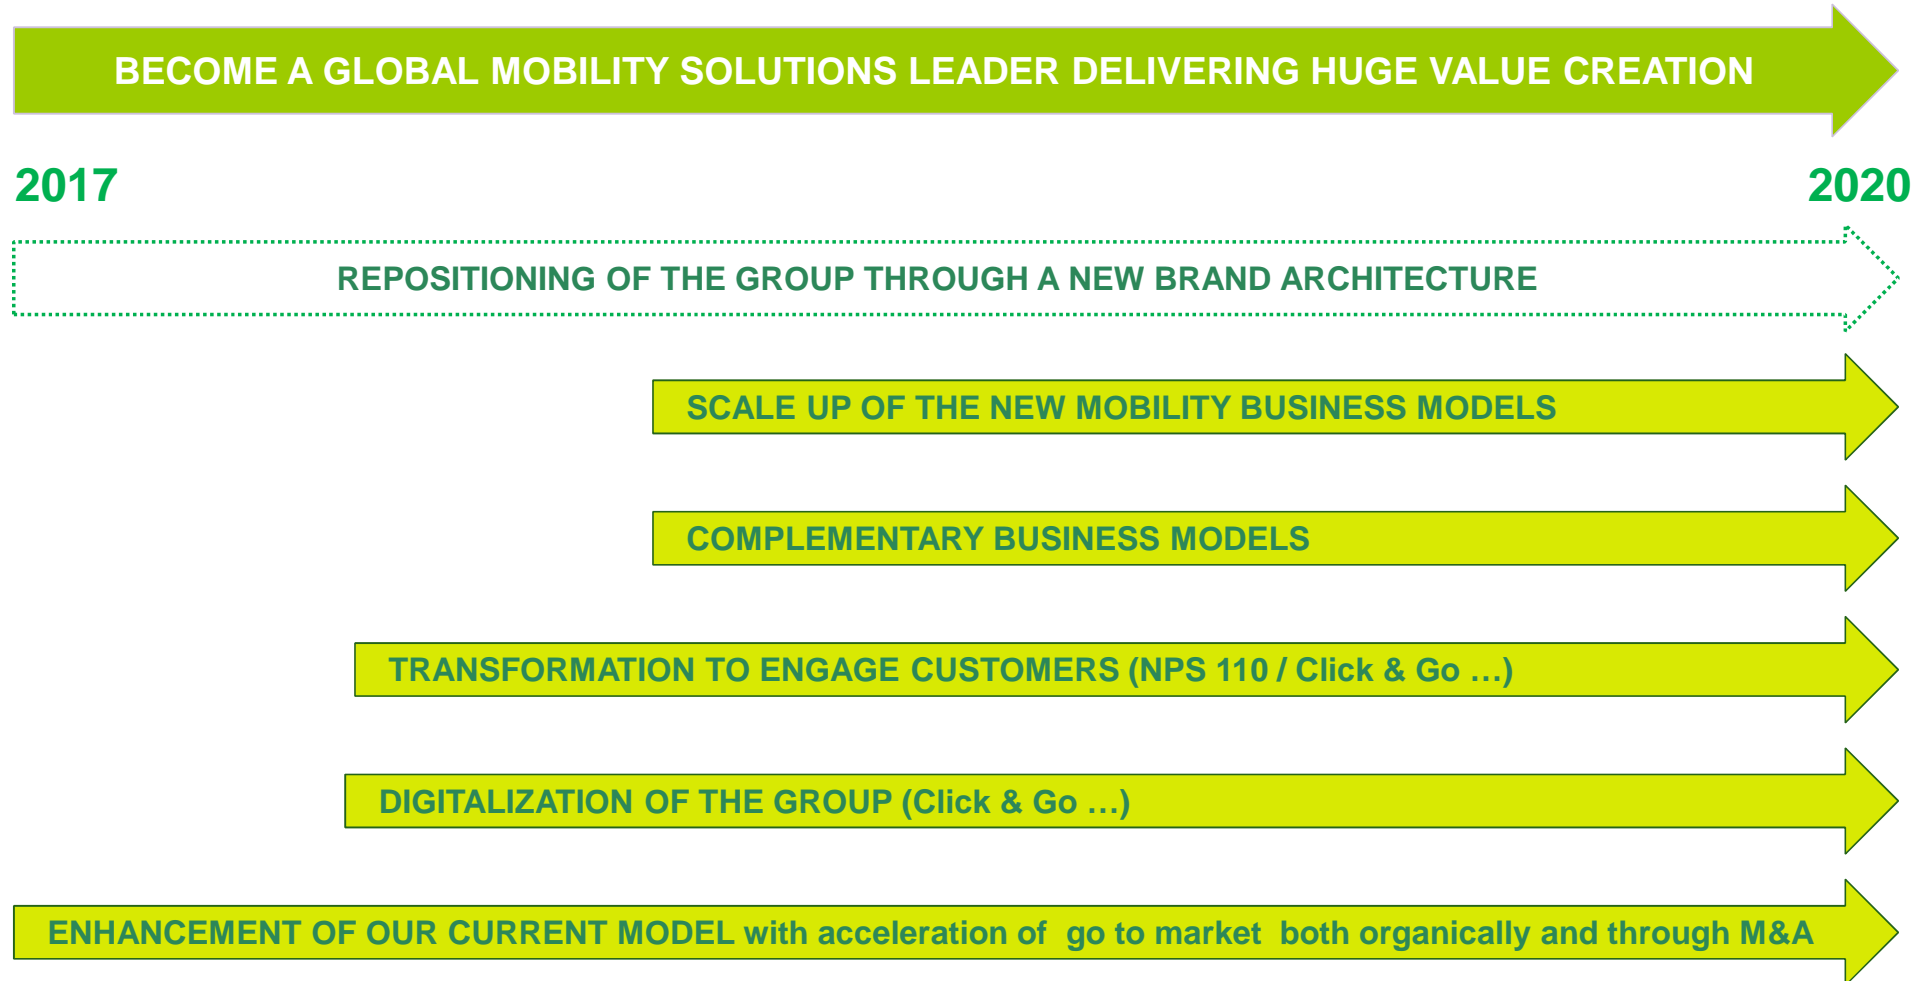 BECOME A GLOBAL MOBILITY SOLUTIONS LEADER DELIVERING HUGE VALUE CREATION
2017
2020
REPOSITIONING OF THE GROUP THROUGH A NEW BRAND ARCHITECTURE
SCALE UP OF THE NEW MOBILITY BUSINESS MODELS
COMPLEMENTARY BUSINESS MODELS
TRANSFORMATION TO ENGAGE CUSTOMERS (NPS 110 / Click & Go …)
DIGITALIZATION OF THE GROUP (Click & Go …)
ENHANCEMENT OF OUR CURRENT MODEL with acceleration of go to market both organically and through M&A